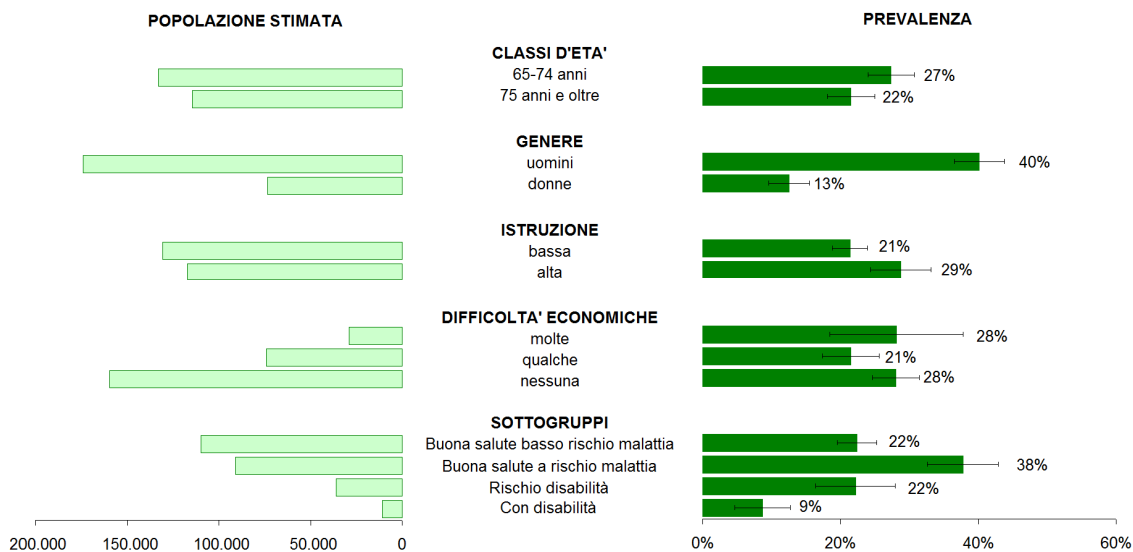 POPOLAZIONE STIMATA
PREVALENZA
CLASSI D'ETA'
65-74 anni
27%
75 anni e oltre
22%
GENERE
uomini
40%
donne
13%
ISTRUZIONE
bassa
21%
alta
29%
DIFFICOLTA' ECONOMICHE
molte
28%
qualche
21%
nessuna
28%
SOTTOGRUPPI
Buona salute basso rischio malattia
22%
Buona salute a rischio malattia
38%
Rischio disabilità
22%
Con disabilità
9%
200.000 150.000 100.000 50.000 0
0% 20% 40% 60%